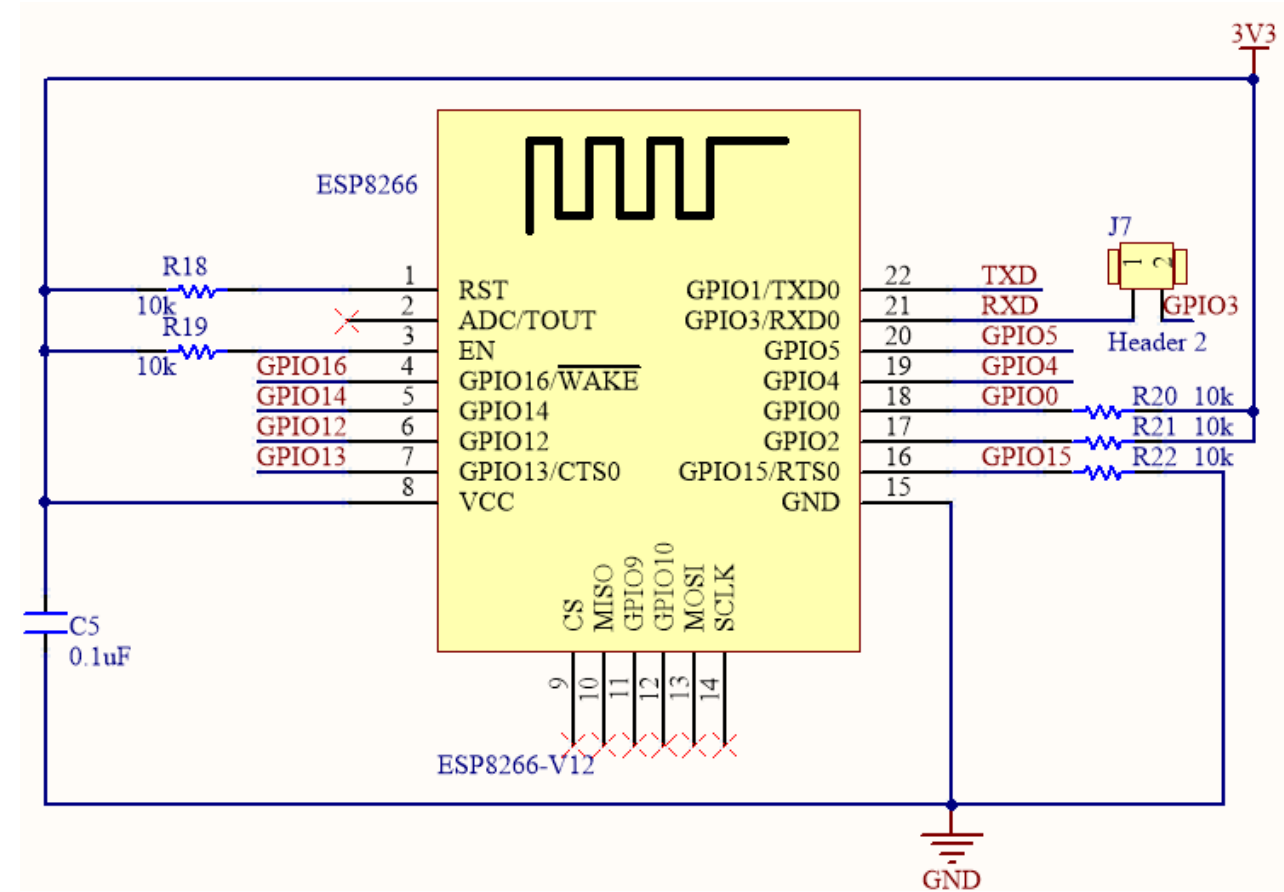 3V3
ESP8266
J7
1 2
R18
10k
R19
10k
1 RST
2 ADC/TOUT
3 EN
GPIO16 4 GPIO16/WAKE
GPIO14 5 GPIO14
GPIO12 6 GPIO12
GPIO13 7 GPIO13/CTS0
8 VCC
GPIO1/TXD0 22 TXD
GPIO3/RXD0 21 RXD GPIO3
GPIO5 20 GPIO5 Header 2
GPIO4 19 GPIO4
GPIO0 18 GPIO0 R20 10k
GPIO2 17 R21 10k
GPIO15/RTS0 16 GPIO15 R22 10k
GND 15
CS
MISO
GPIO9
GPIO10
MOSI
SCLK
C5
0.1uF
9
10
11
12
13
14
ESP8266-V12
GND